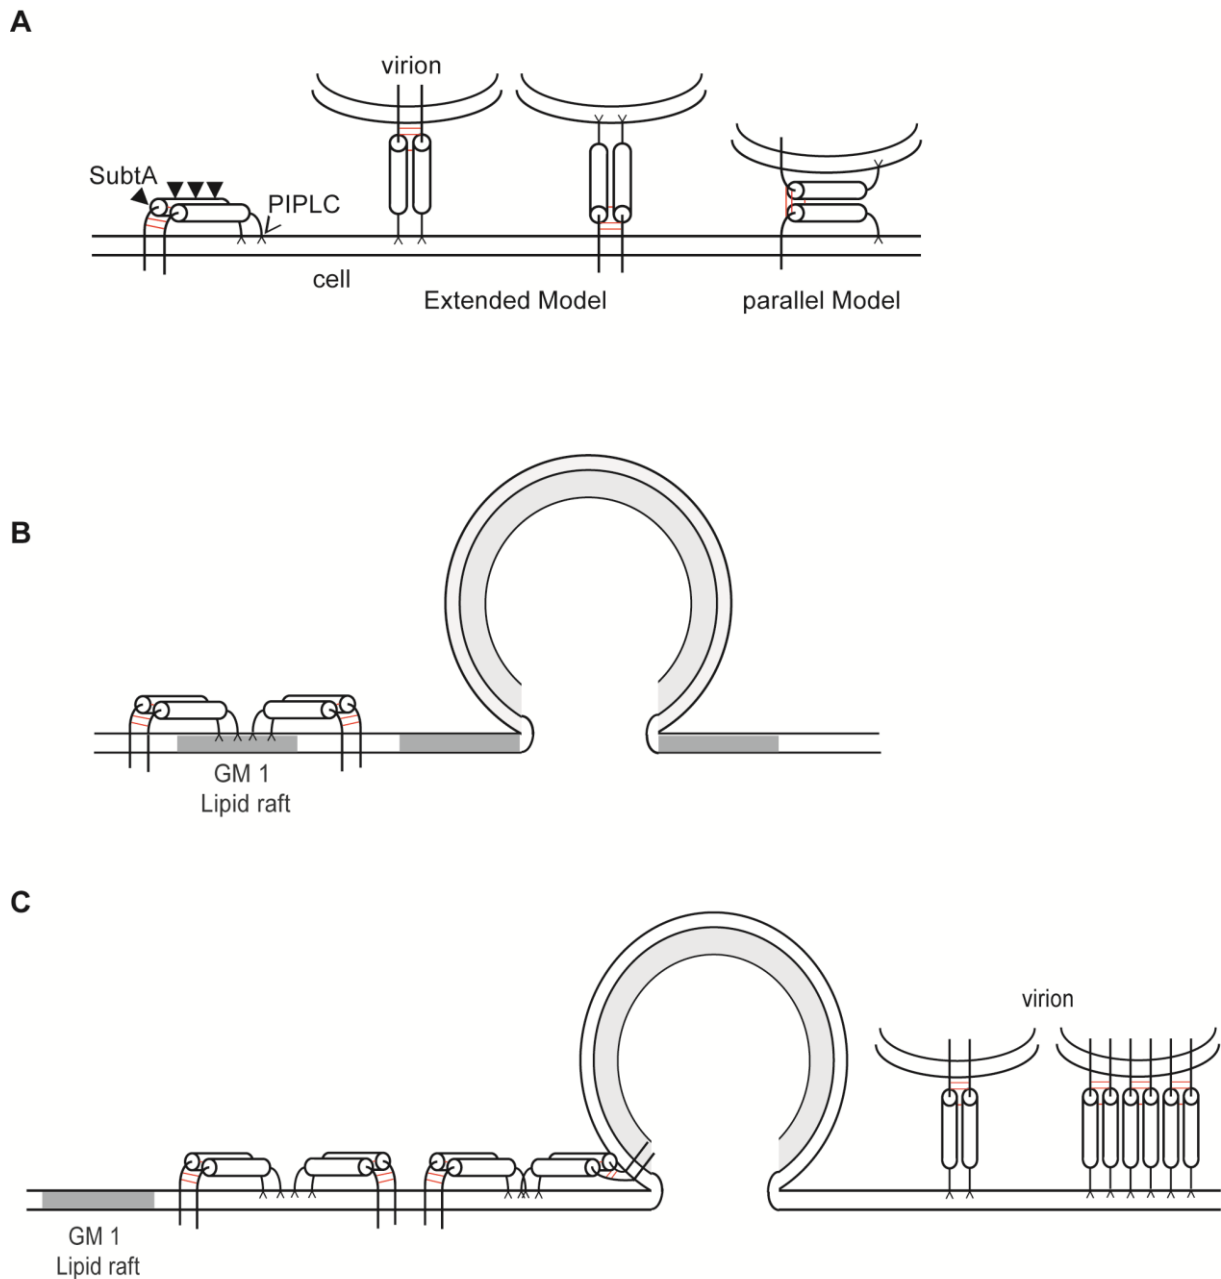 A
virion
SubtA
PIPLC
cell
Extended Model
parallel Model
B
GM 1
Lipid raft
C
virion
GM 1
Lipid raft